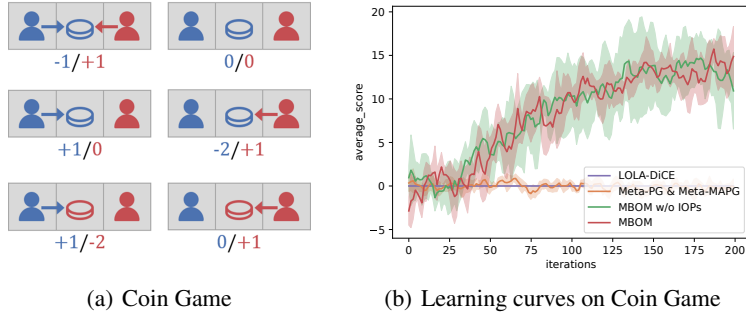 -1/+1
0/0
+1/0
-2/+1
+1/-2
0/+1
(a) Coin Game
average_score
20
15
10
5
0
−5
LOLA-DiCE
Meta-PG & Meta-MAPG
MBOM w/o IOPs
MBOM
0 25 50 75 100 125 150 175 200
iterations
(b) Learning curves on Coin Game